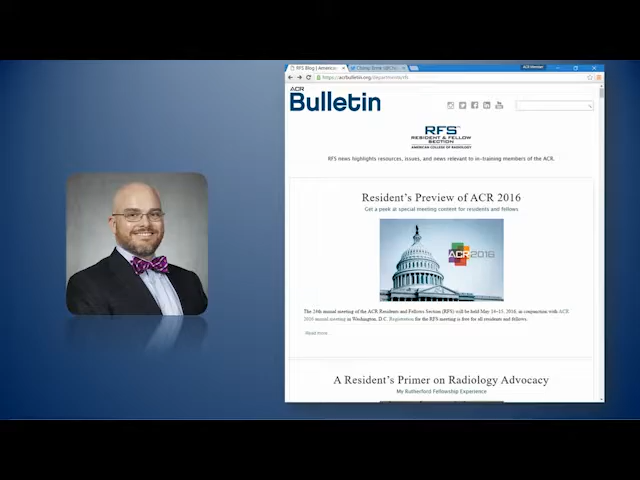 RFS Blog | America
ACR Member
https://acrbulletin.org/departments/rfs
ACR
Bulletin
RFS
RESIDENT & FELLOW
SECTION
AMERICAN COLLEGE OF RADIOLOGY
RFS news highlights resources, issues, and news relevant to in-training members of the ACR.
Resident's Preview of ACR 2016
Get a peek at special meeting content for residents and fellows
ACR2016
The 24th annual meeting of the ACR Residents and Fellows Section (RFS) will be held May 14–15, 2016, in conjunction with ACR
2016 annual meeting in Washington, D.C. Registration for the RFS meeting is free for all residents and fellows.
Read more
A Resident's Primer on Radiology Advocacy
My Rutherford Fellowship Experience